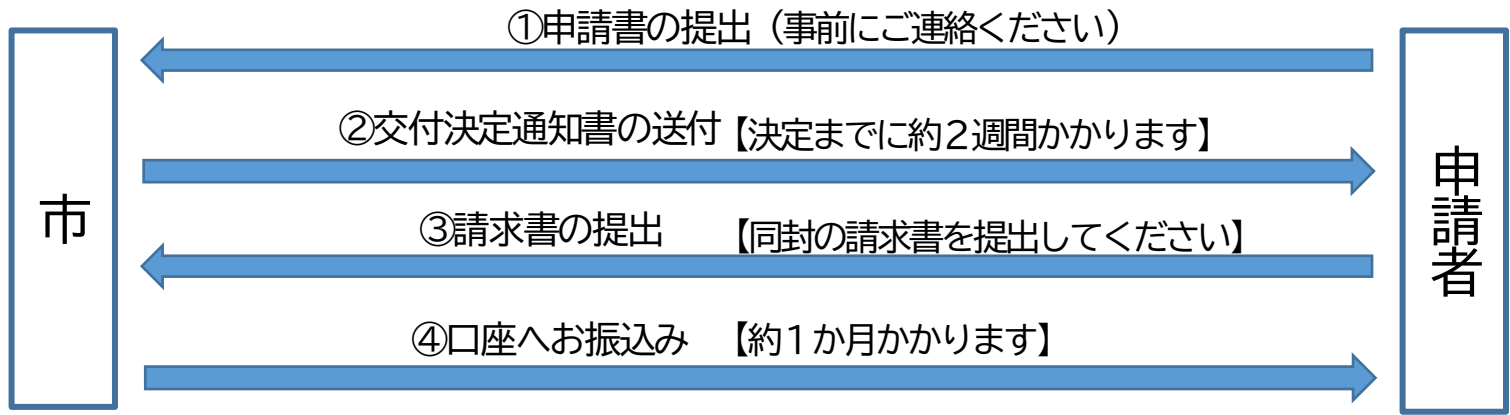 ①申請書の提出（事前にご連絡ください）
②交付決定通知書の送付【決定までに約２週間かかります】
市
申請者
③請求書の提出　【同封の請求書を提出してください】
④口座へお振込み　【約１か月かかります】